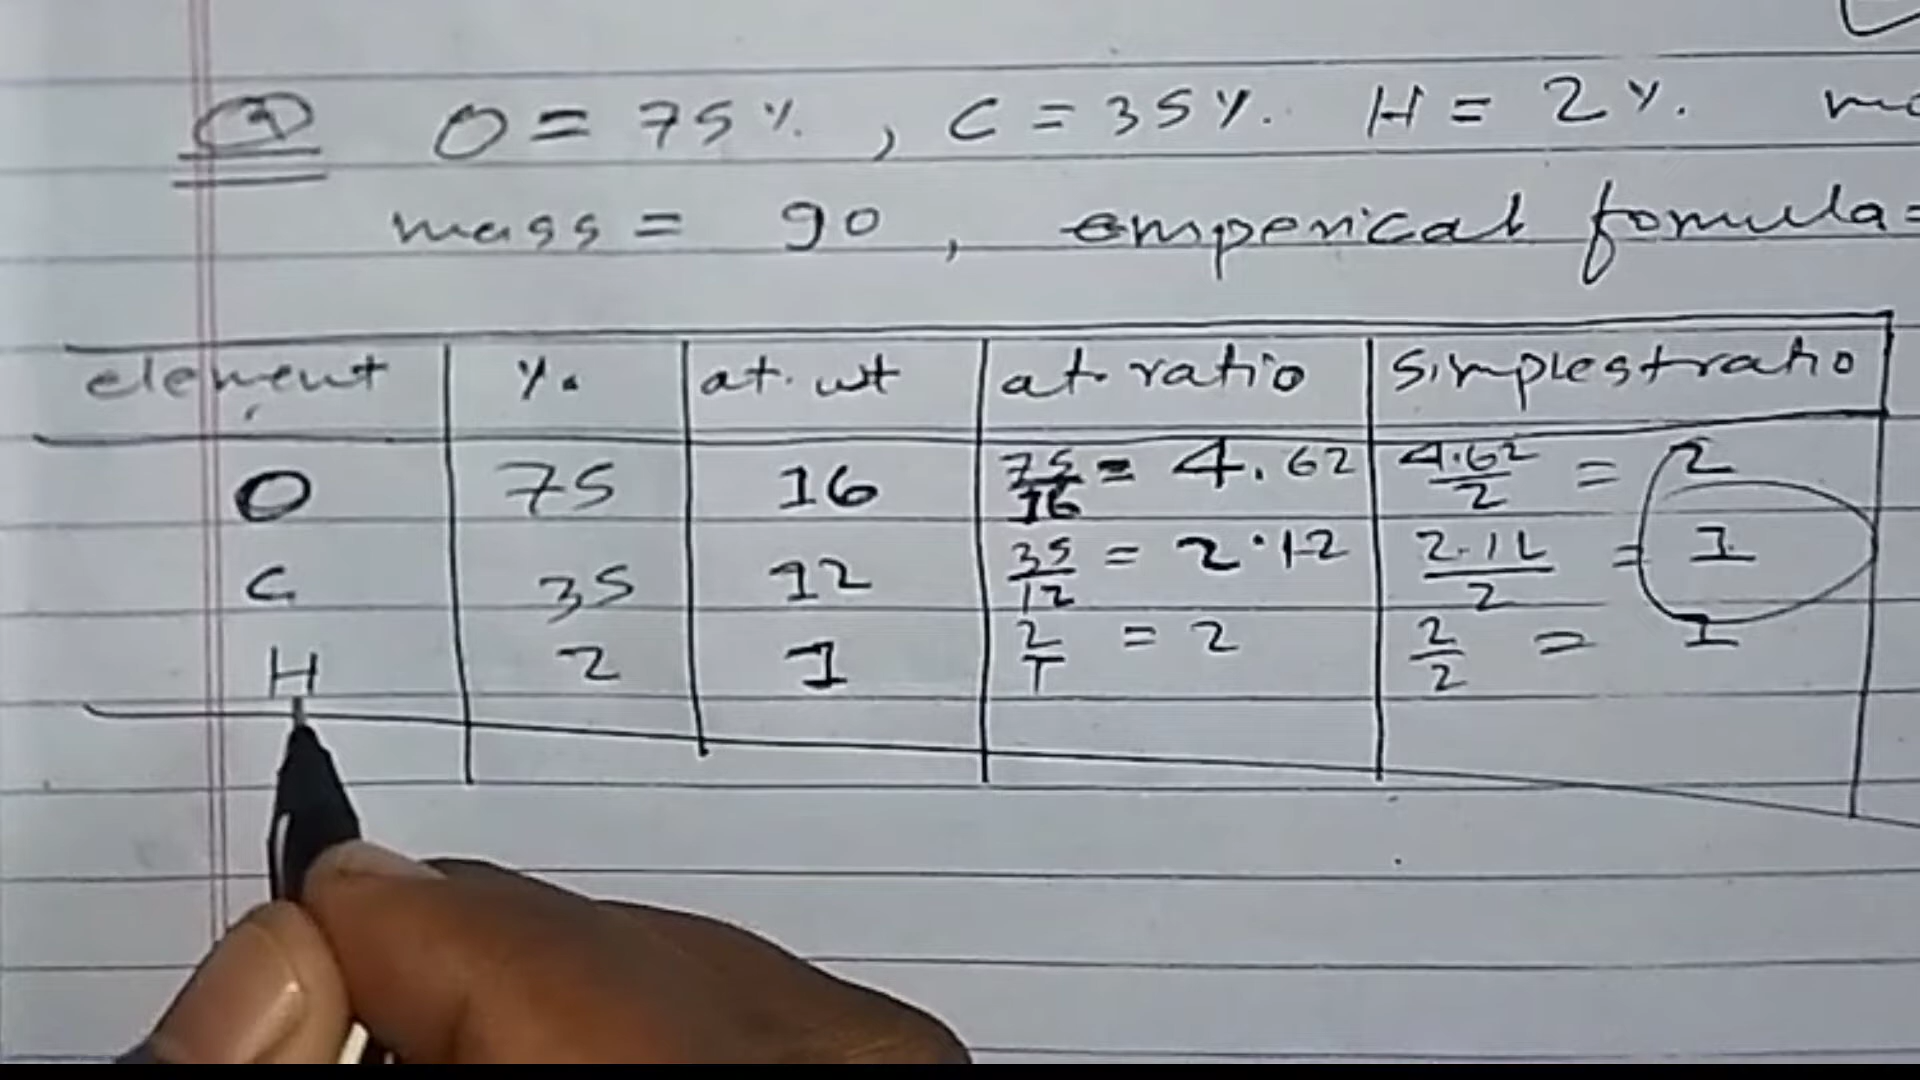 Q O = 75%, C = 35%. H = 2%. mo
mass = 90, emperical formula =
element %. at. wt at. ratio simplest ratio
O 75 16 75/16 = 4.62 4.62/2 = 2
C 35 12 35/12 = 2.12 2.12/2 = 1
H 2 1 2/1 = 2 2/2 = 1